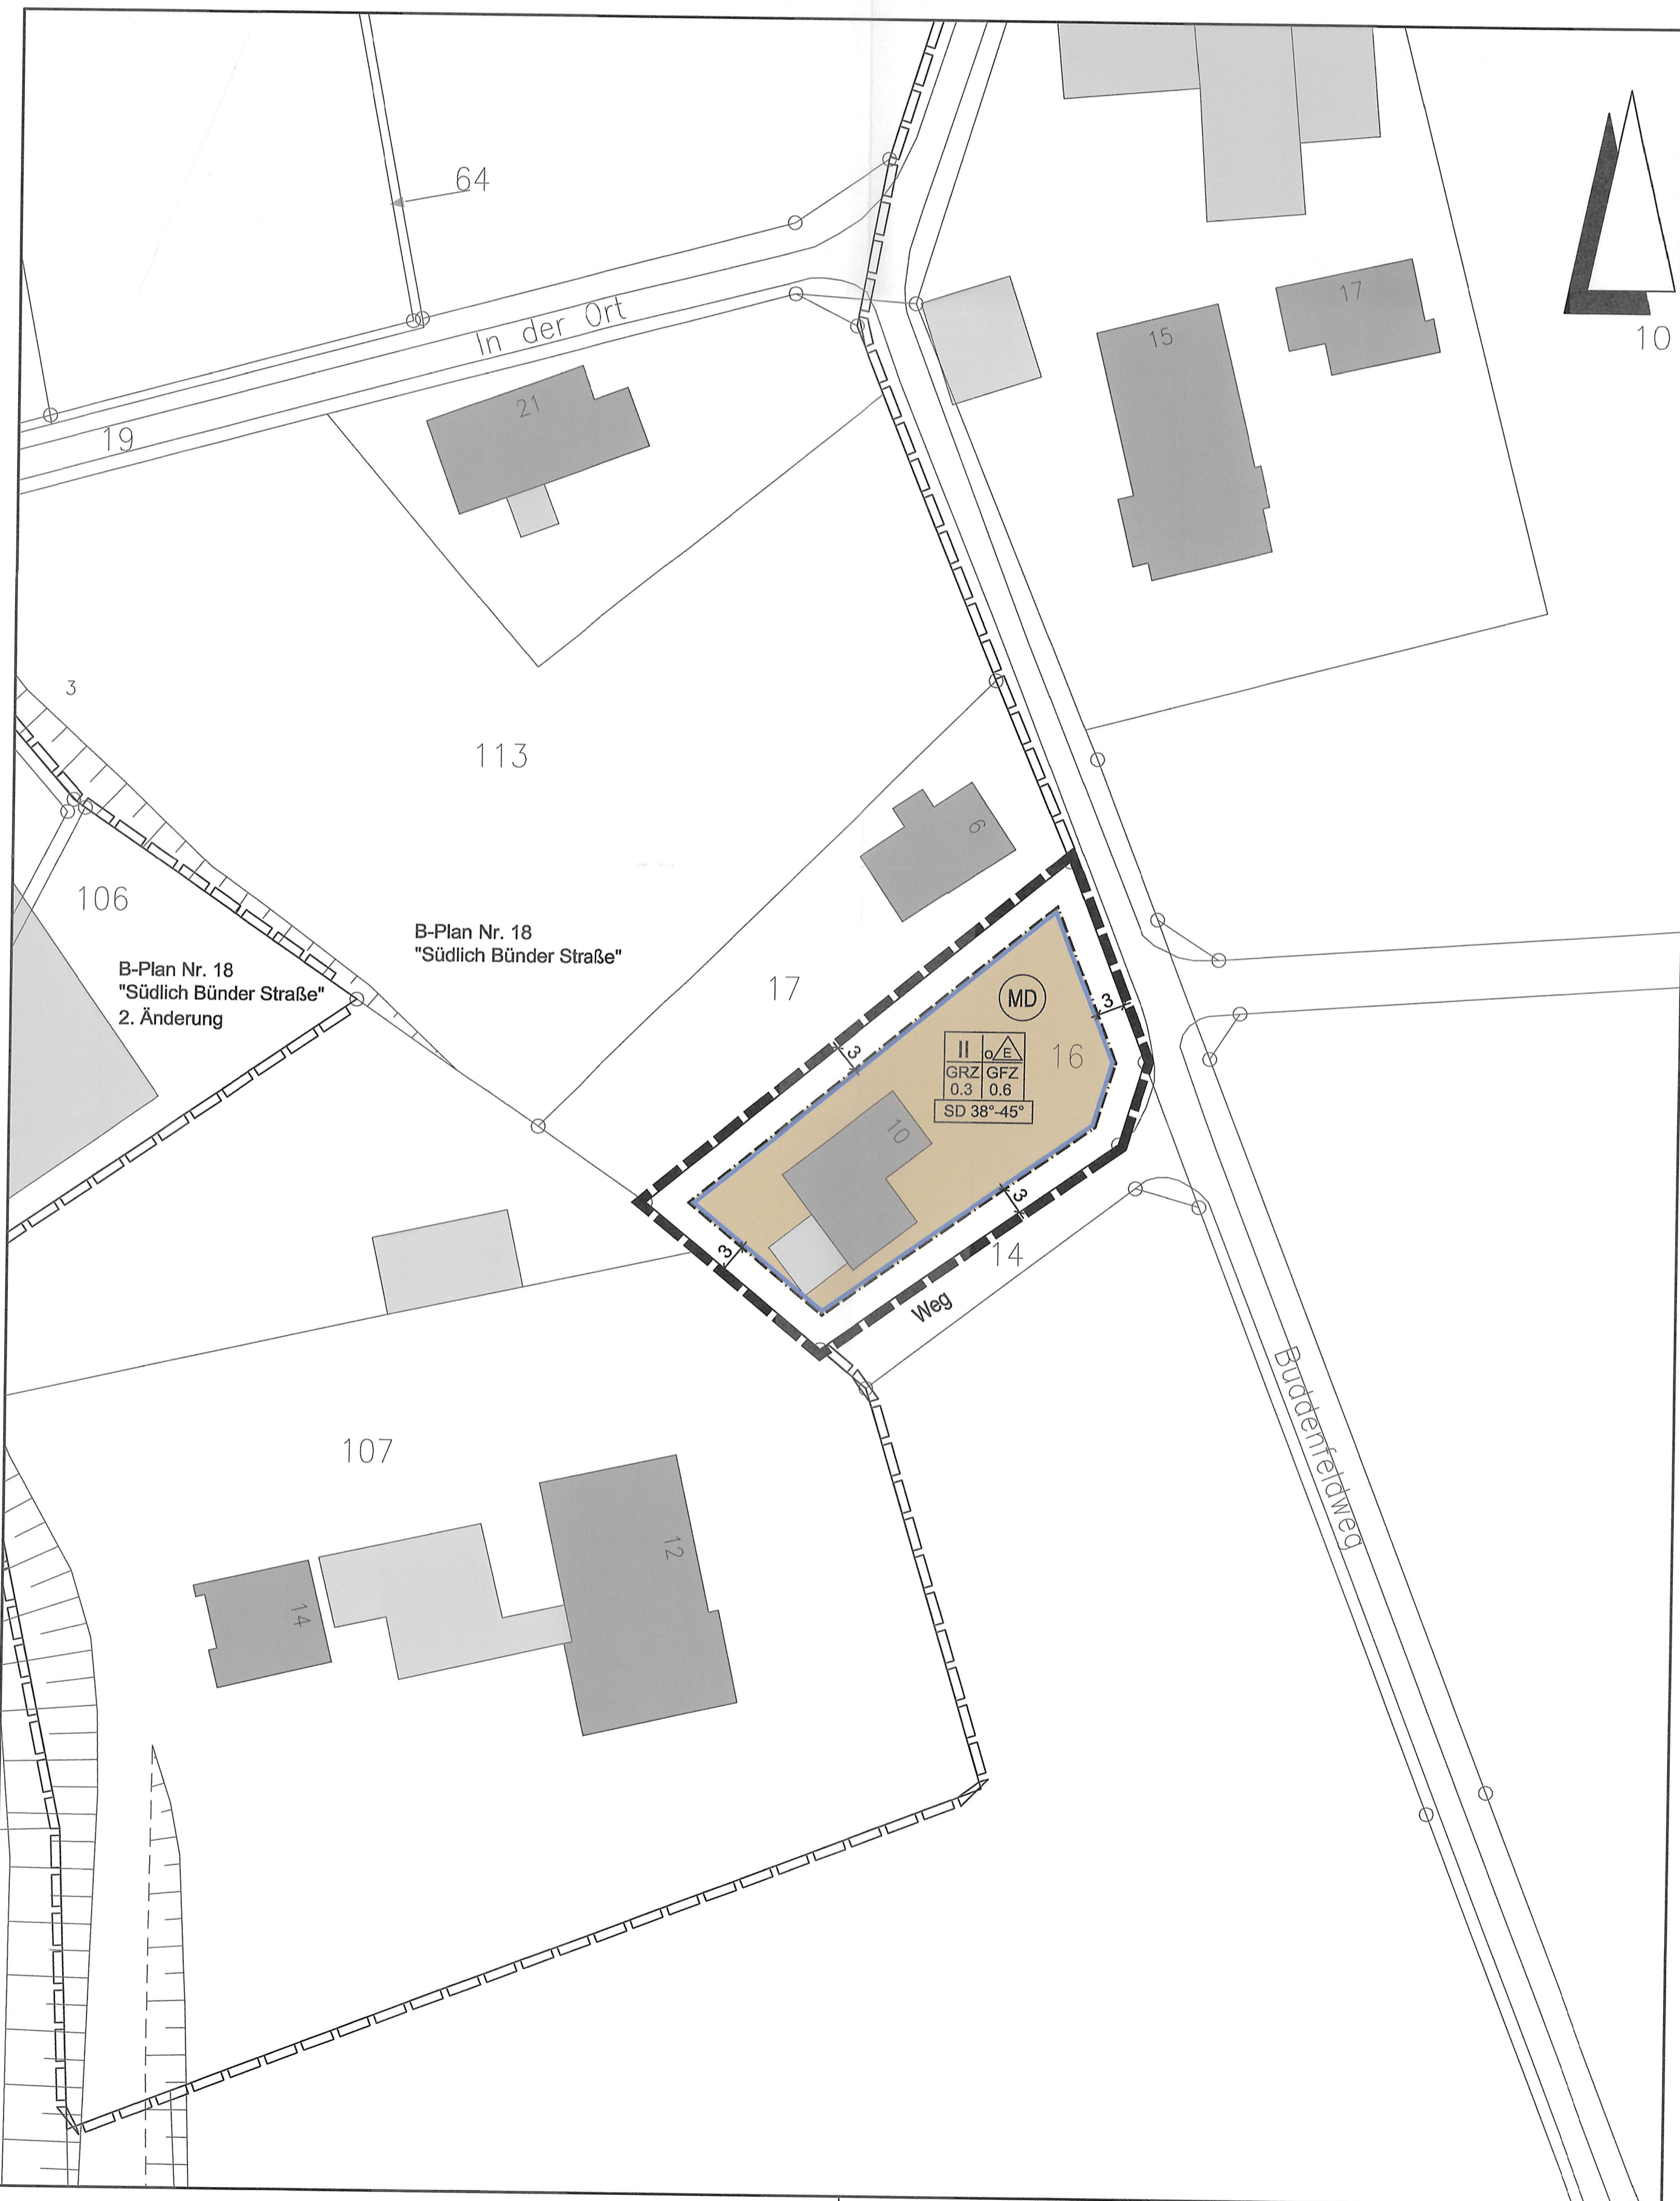 64
17
15
10
In der Ort
21
19
3
113
6
106
B-Plan Nr. 18
"Südlich Bünder Straße"
B-Plan Nr. 18
"Südlich Bünder Straße"
2. Änderung
17
MD
3
3
II o E
16
GRZ GFZ
0.3 0.6
SD 38°-45°
10
3
3
14
Weg
Buddenfeldweg
107
12
14